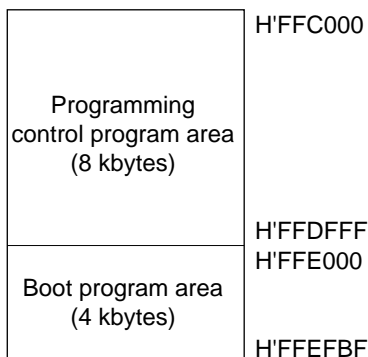 H'FFC000
Programming
control program area
(8 kbytes)
H'FFDFFF
H'FFE000
Boot program area
(4 kbytes)
H'FFEFBF